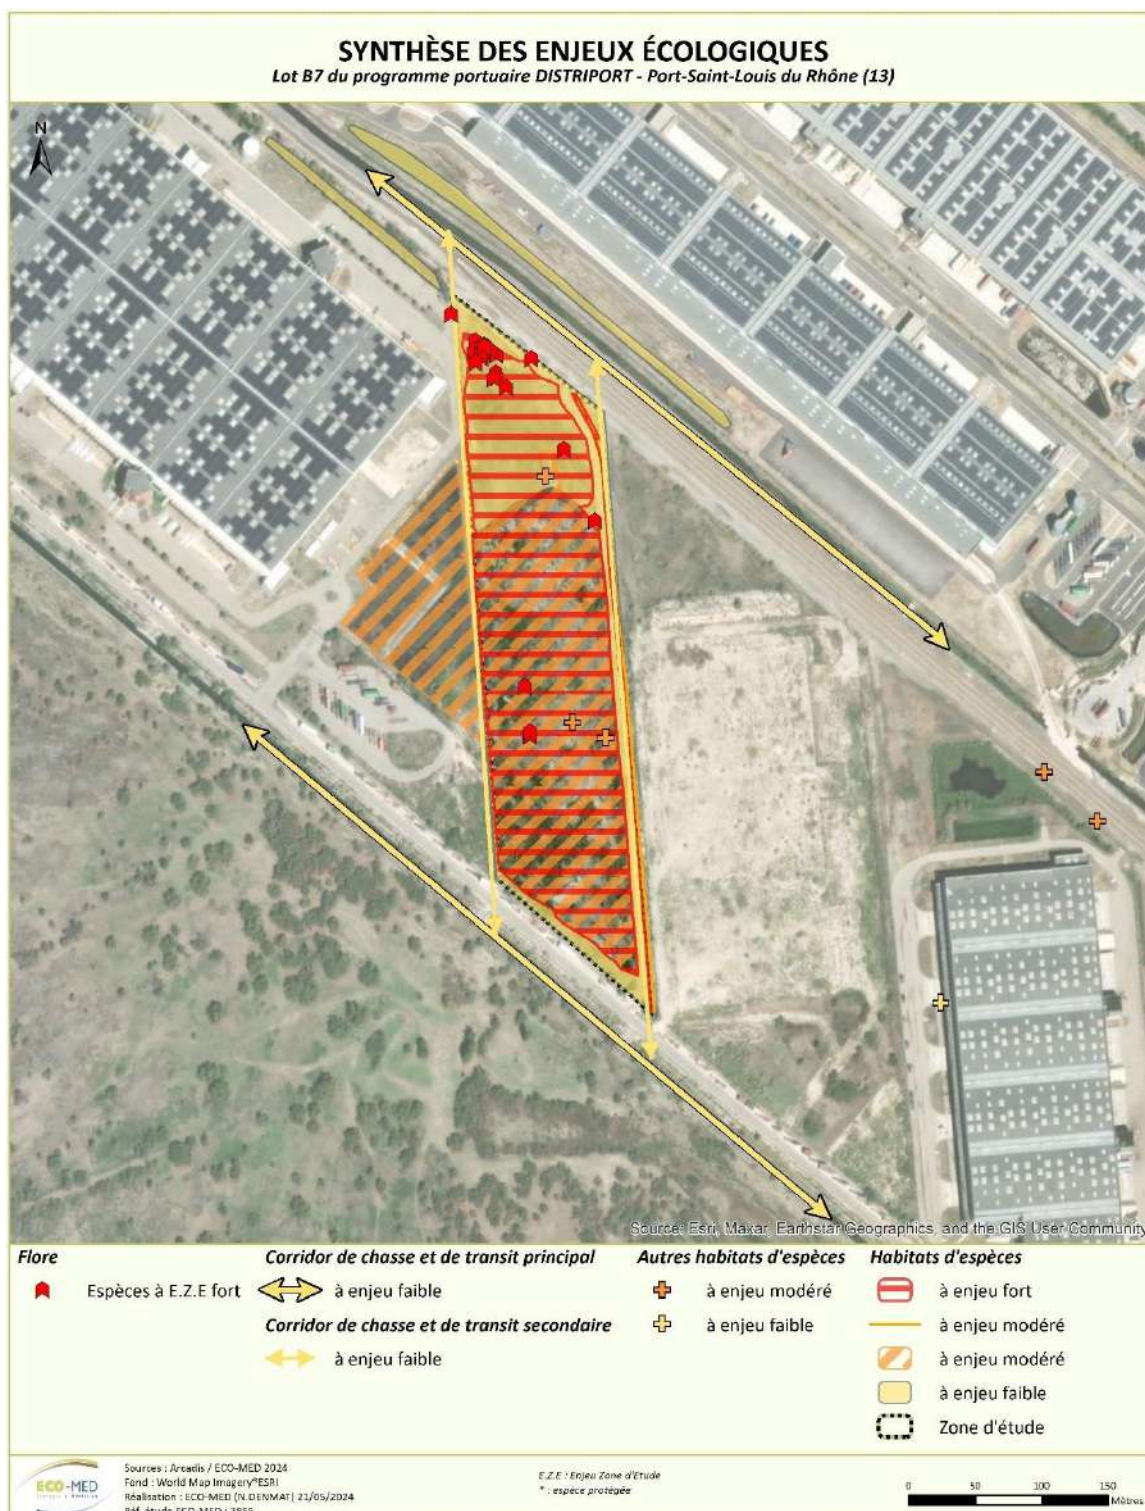 SYNTHÈSE DES ENJEUX ÉCOLOGIQUES
Lot B7 du programme portuaire DISTRIPORT - Port-Saint-Louis du Rhône (13)
N
Source: Esri, Maxar, Earthstar Geographics, and the GIS User Community
Flore
Espèces à E.Z.E fort
Corridor de chasse et de transit principal
à enjeu faible
Corridor de chasse et de transit secondaire
à enjeu faible
Autres habitats d'espèces
à enjeu modéré
à enjeu faible
Habitats d'espèces
à enjeu fort
à enjeu modéré
à enjeu modéré
à enjeu faible
Zone d'étude
ECO-MED
Sources : Arcadis / ECO-MED 2024
Fond : World Map Imagery®ESRI
Réalisation : ECO-MED (N.DENMAT) 21/05/2024
Réf. étude ECO-MED :
E.Z.E : Enjeu Zone d'Etude
* : espèce protégée
0 50 100 150
Mètres